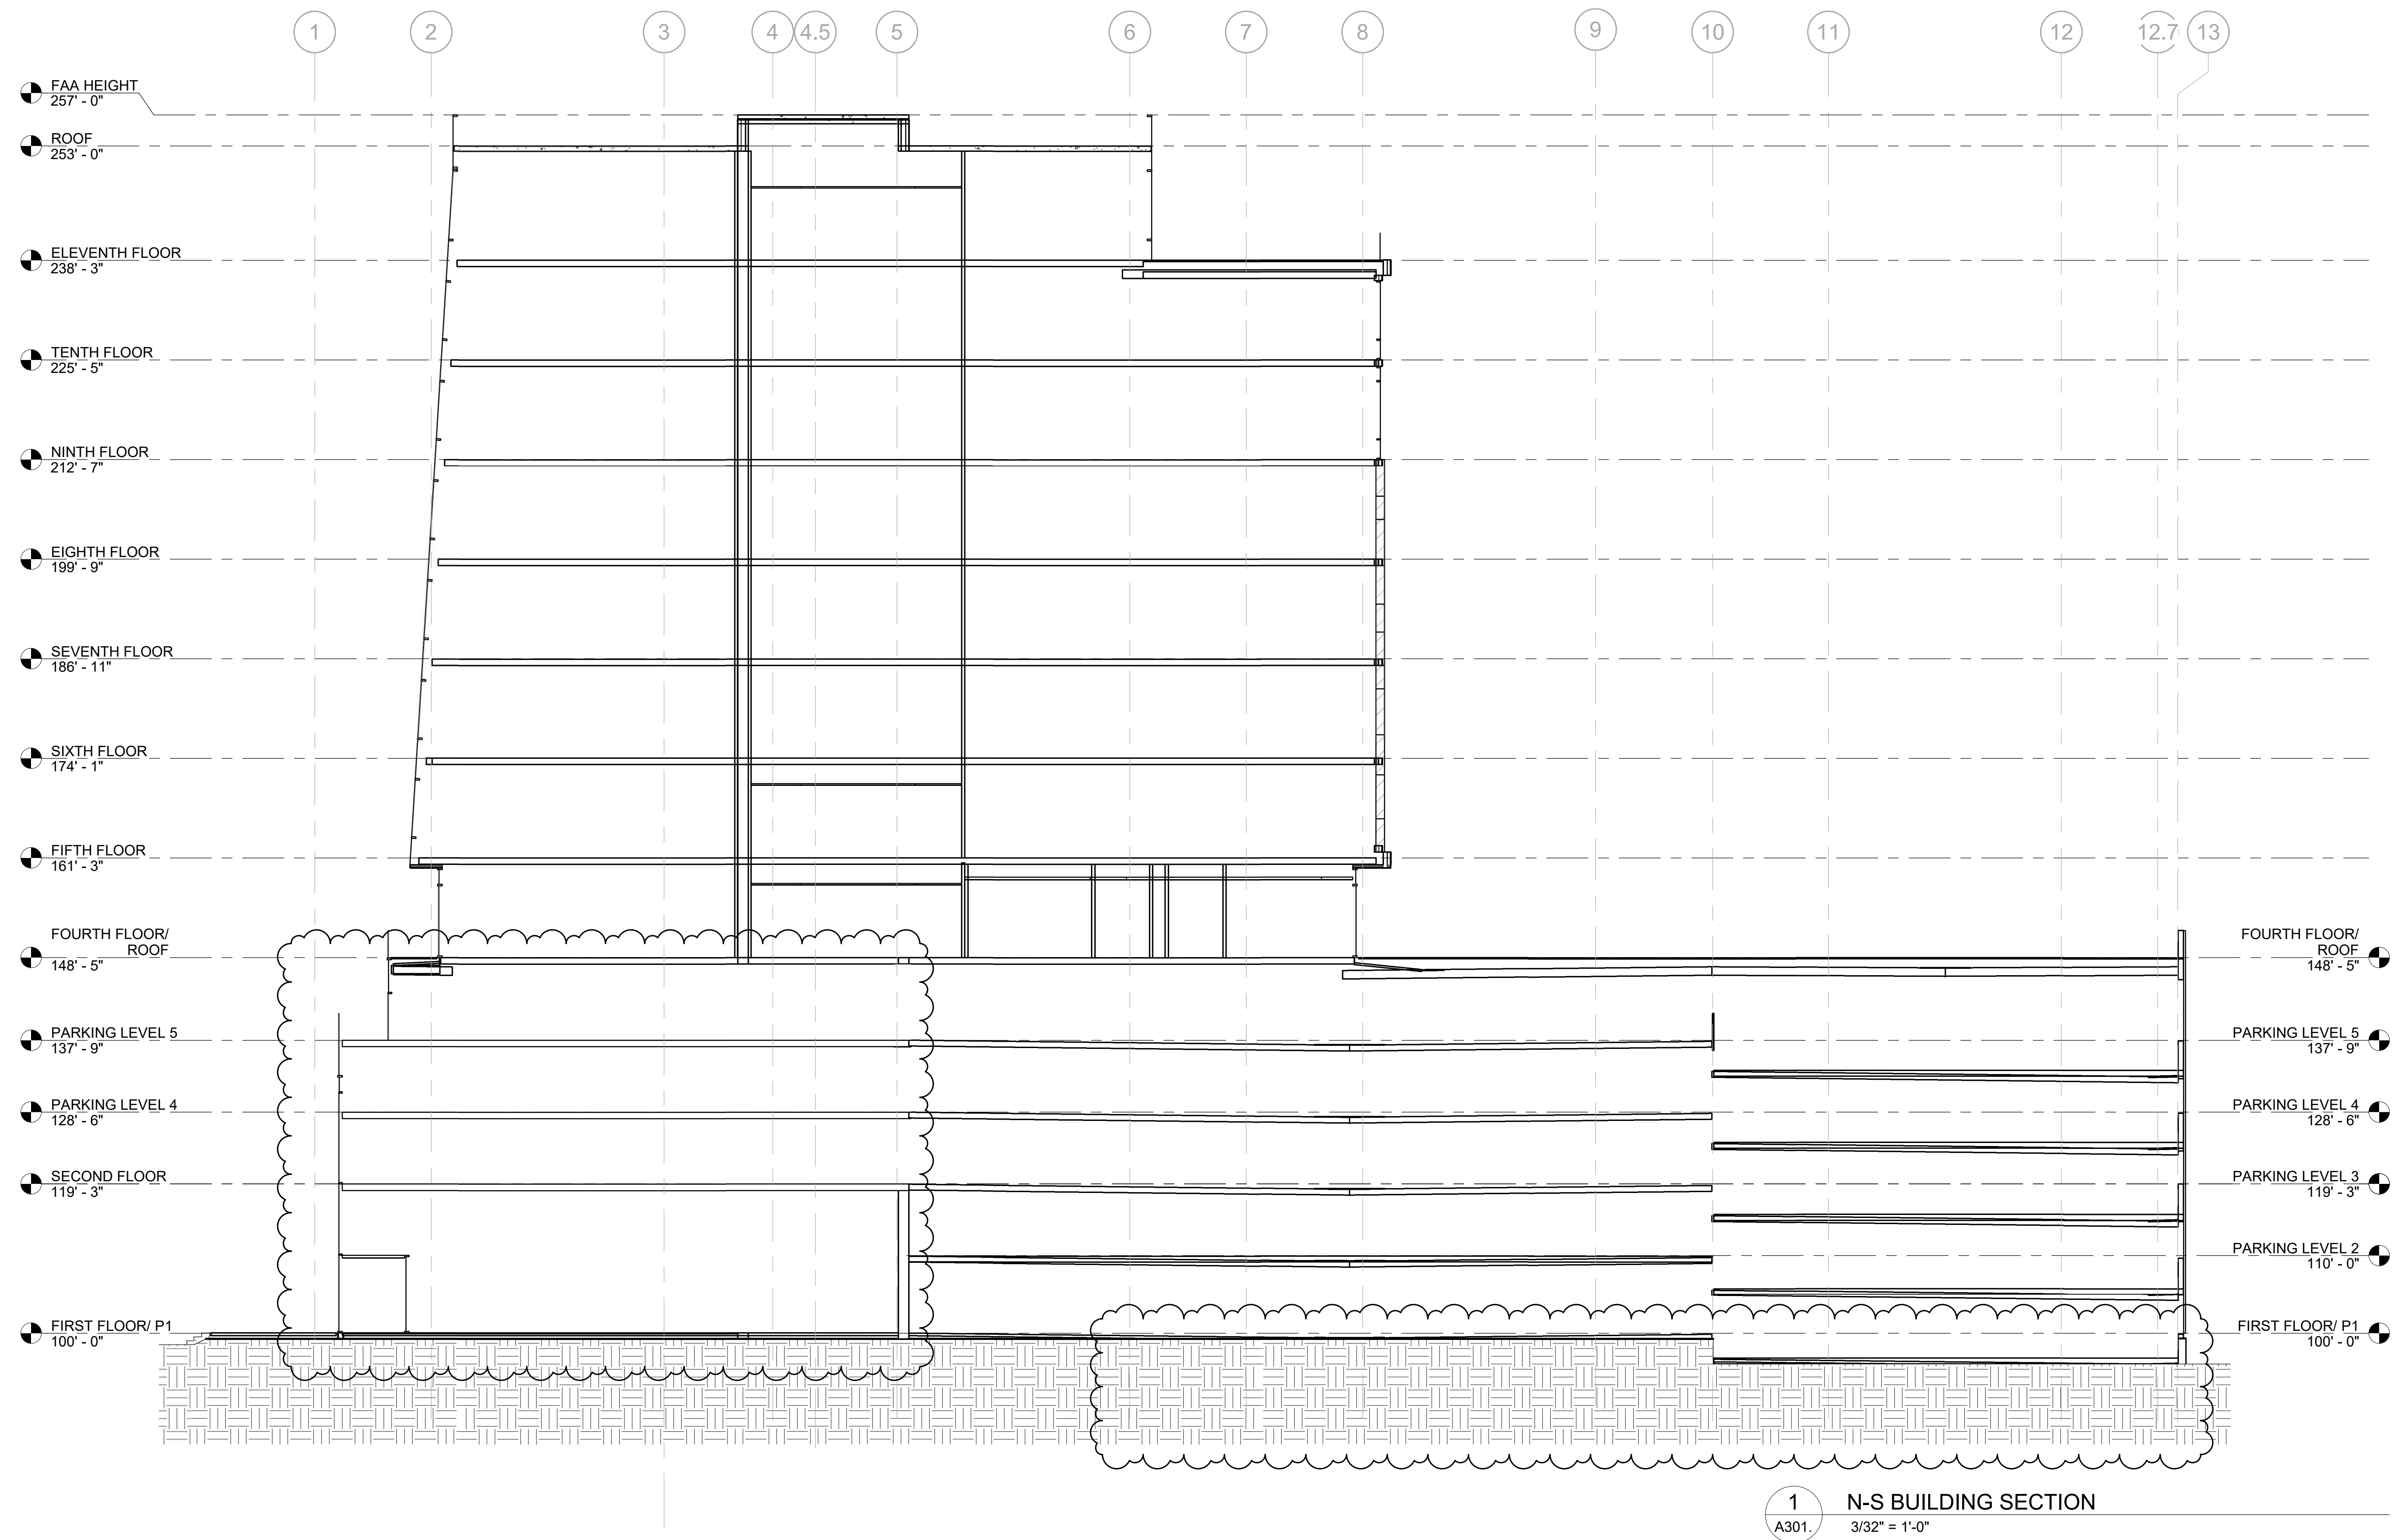 1
2
3
4
4.5
5
6
7
8
9
10
11
12
12.7
13
FAA HEIGHT
257' - 0"
ROOF
253' - 0"
ELEVENTH FLOOR
238' - 3"
TENTH FLOOR
225' - 5"
NINTH FLOOR
212' - 7"
EIGHTH FLOOR
199' - 9"
SEVENTH FLOOR
186' - 11"
SIXTH FLOOR
174' - 1"
FIFTH FLOOR
161' - 3"
FOURTH FLOOR/
ROOF
148' - 5"
PARKING LEVEL 5
137' - 9"
PARKING LEVEL 4
128' - 6"
SECOND FLOOR
119' - 3"
FIRST FLOOR/ P1
100' - 0"
FOURTH FLOOR/
ROOF
148' - 5"
PARKING LEVEL 5
137' - 9"
PARKING LEVEL 4
128' - 6"
PARKING LEVEL 3
119' - 3"
PARKING LEVEL 2
110' - 0"
FIRST FLOOR/ P1
100' - 0"
1
A301.
N-S BUILDING SECTION
3/32" = 1'-0"